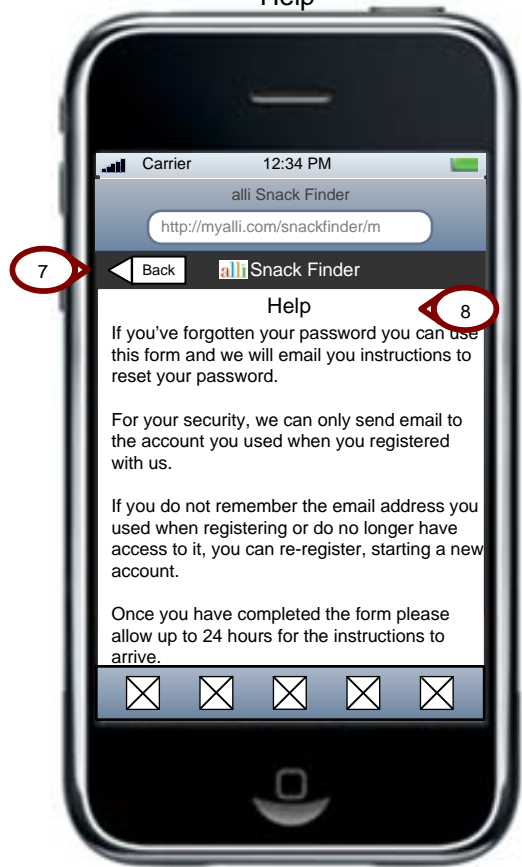 Help
Carrier 12:34 PM
alli Snack Finder
http://myalli.com/snackfinder/m
7
Back
alli Snack Finder
Help
8
If you've forgotten your password you can use
this form and we will email you instructions to
reset your password.
For your security, we can only send email to
the account you used when you registered
with us.
If you do not remember the email address you
used when registering or do no longer have
access to it, you can re-register, starting a new
account.
Once you have completed the form please
allow up to 24 hours for the instructions to
arrive.